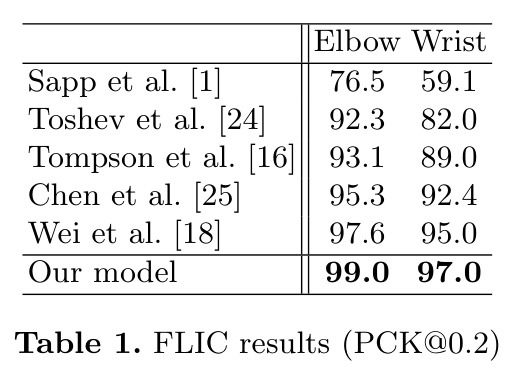 Elbow Wrist
Sapp et al. [1] 76.5 59.1
Toshev et al. [24] 92.3 82.0
Tompson et al. [16] 93.1 89.0
Chen et al. [25] 95.3 92.4
Wei et al. [18] 97.6 95.0
Our model 99.0 97.0
Table 1. FLIC results (PCK@0.2)